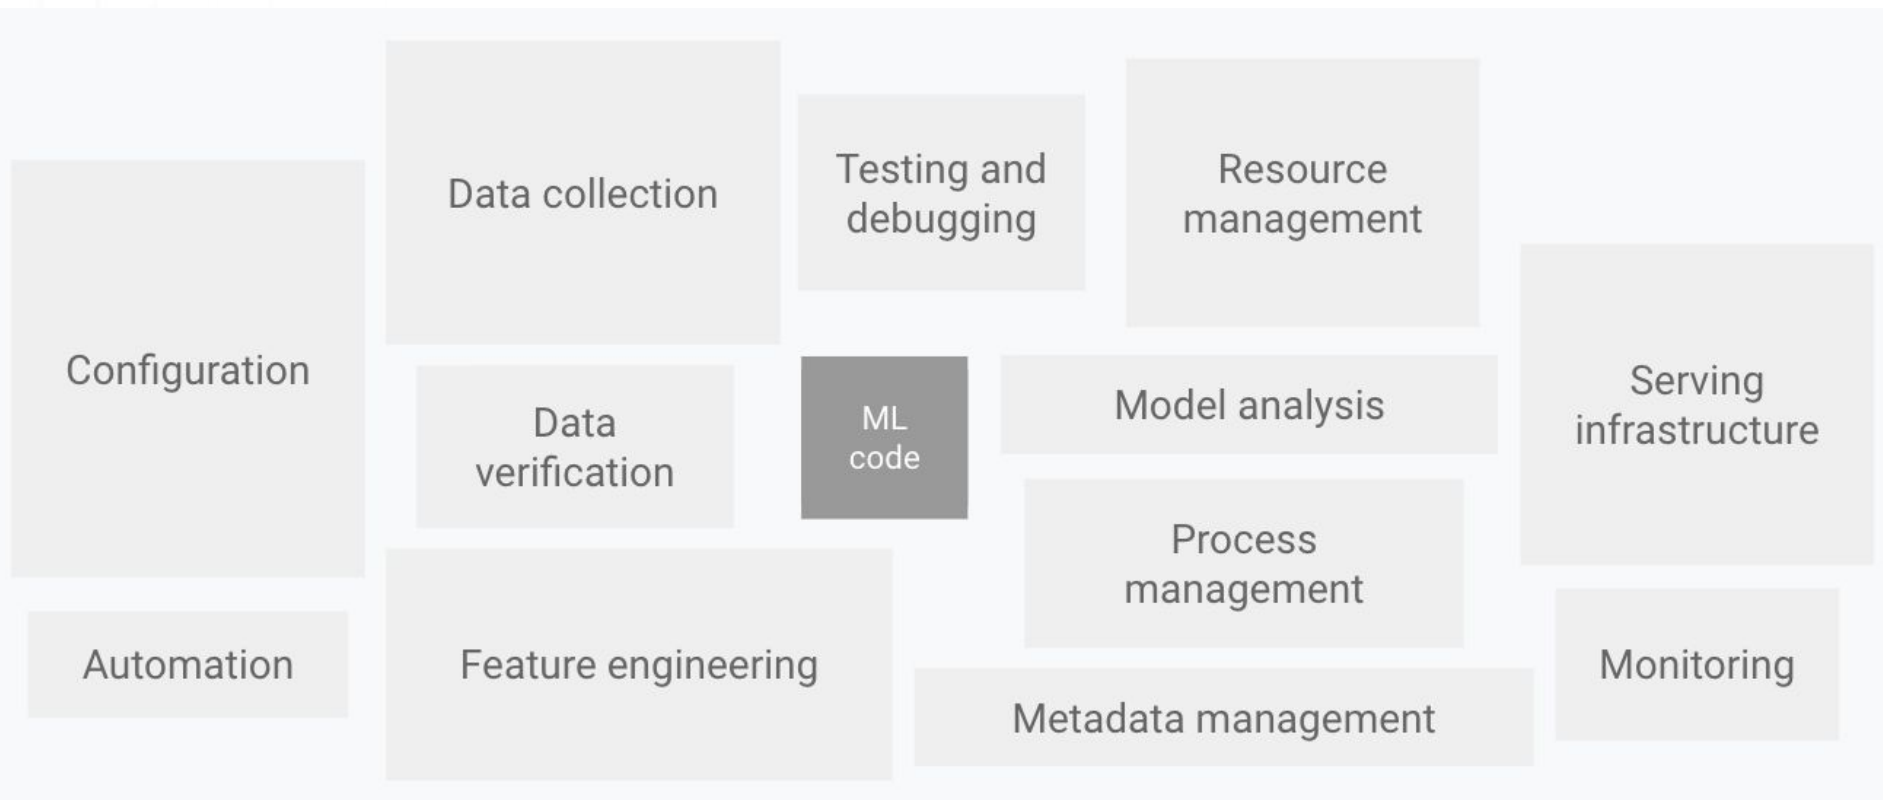 Configuration
Automation
Data collection
Data
verification
Feature engineering
Testing and
debugging
ML
code
Resource
management
Model analysis
Process
management
Metadata management
Serving
infrastructure
Monitoring